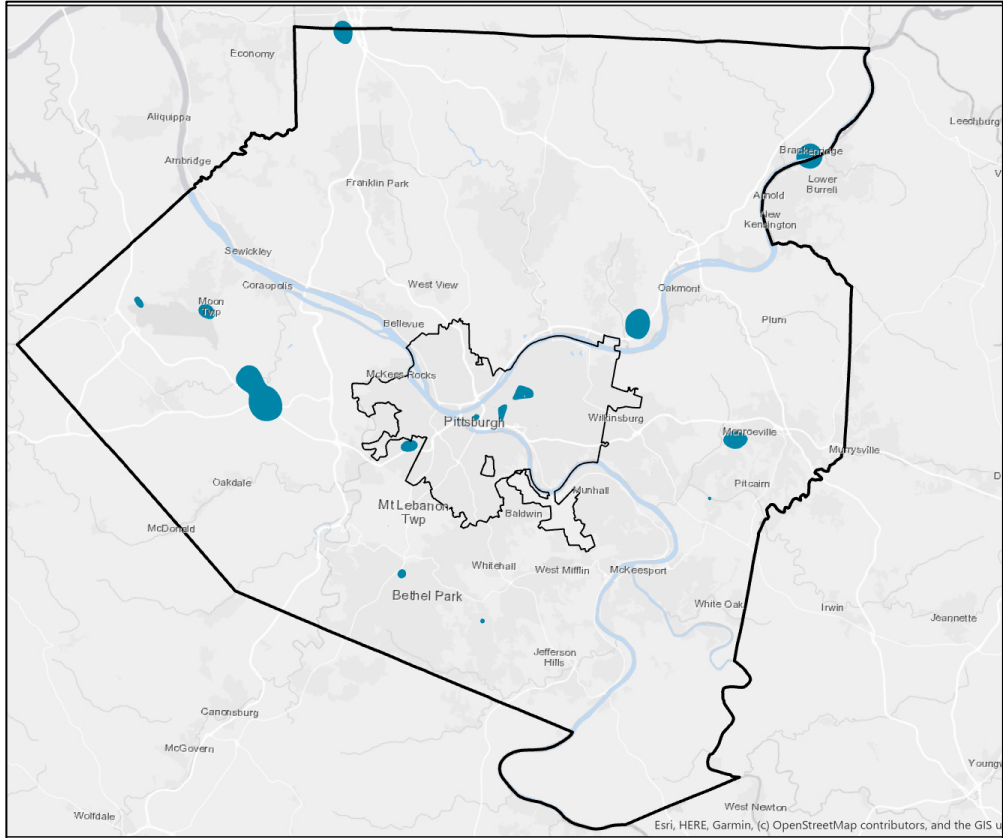 Economy
Aliquippa
Leechburg
Ambridge
Brackenridge
Franklin Park
Lower
Burrell
Arnold
New
Kensington
Sewickley
Coraopolis
West View
Oakmont
Moon
Twp
Bellevue
Plum
McKees Rocks
Pittsburgh
Wilkinsburg
Monroeville
Murrysville
Oakdale
Pitcairn
Munhall
Mt Lebanon
Twp
Baldwin
McDonald
Whitehall
West Mifflin
McKeesport
Bethel Park
White Oak
Irwin
Jeannette
Jefferson
Hills
Canonsburg
McGovern
Wolfdale
West Newton
Esri, HERE, Garmin, (c) OpenStreetMap contributors, and the GIS u